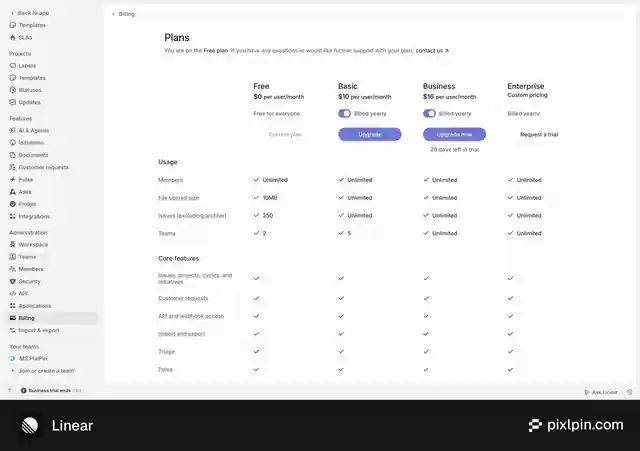 Back to app
Templates
SLAs
Projects
Labels
Templates
Statuses
Updates
Features
AI & Agents
Initiatives
Documents
Customer requests
Pulse
Asks
Emojis
Integrations
Administration
Workspace
Teams
Members
Security
API
Applications
Billing
Import & export
Your teams
MS PixlPin
Join or create a team
Business trial ends
Billing
Plans
You are on the Free plan. If you have any questions or would like further support with your plan, contact us
Free
$0 per user/month
Free for everyone
Current plan
Basic
$10 per user/month
Billed yearly
Upgrade
Business
$16 per user/month
Billed yearly
Upgrade now
29 days left in trial
Enterprise
Custom pricing
Billed yearly
Request a trial
Usage
Members Unlimited Unlimited Unlimited Unlimited
File upload size 10MB Unlimited Unlimited Unlimited
Issues (excluding archive) 250 Unlimited Unlimited Unlimited
Teams 2 5 Unlimited Unlimited
Core features
Issues, projects, cycles, and
initiatives
Customer requests
API and webhook access
Import and export
Triage
Pulse
Ask Linear
Linear
pixlpin.com